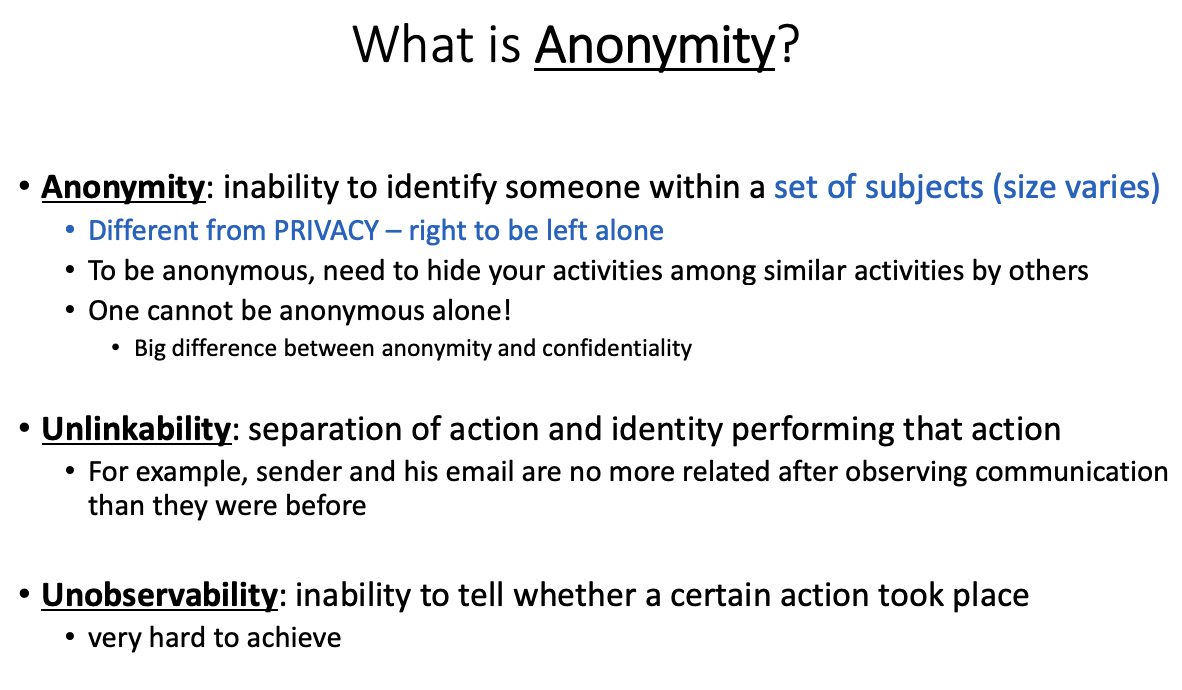 What is Anonymity?
• Anonymity: inability to identify someone within a set of subjects (size varies)
• Different from PRIVACY – right to be left alone
• To be anonymous, need to hide your activities among similar activities by others
• One cannot be anonymous alone!
• Big difference between anonymity and confidentiality
• Unlinkability: separation of action and identity performing that action
• For example, sender and his email are no more related after observing communication
than they were before
• Unobservability: inability to tell whether a certain action took place
• very hard to achieve